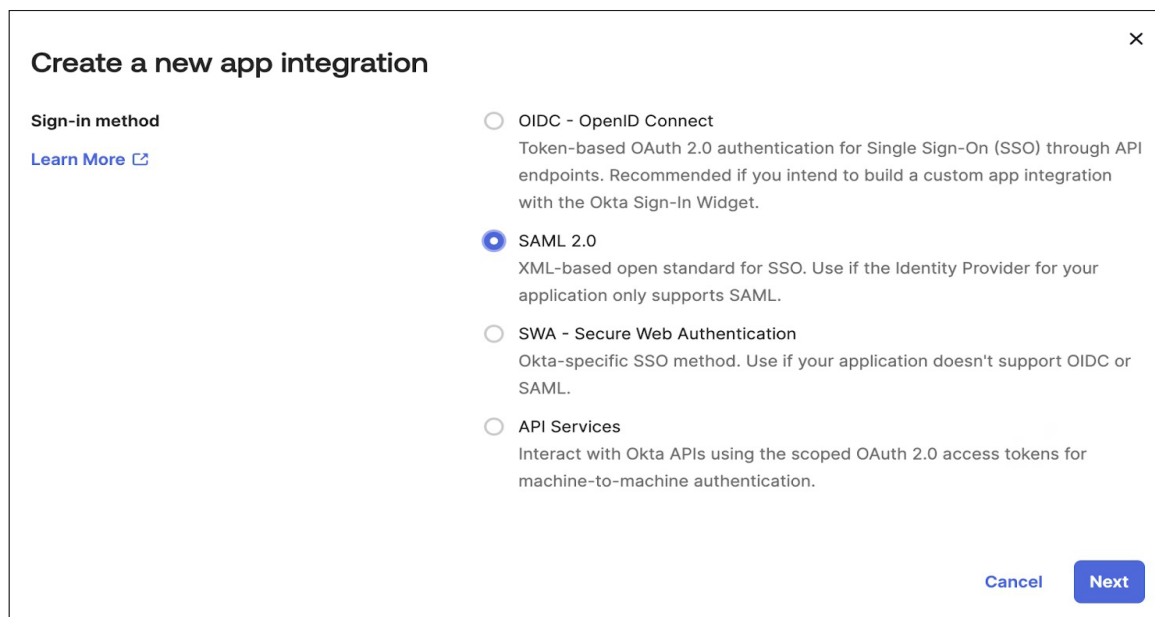 Create a new app integration
Sign-in method
Learn More
OIDC - OpenID Connect
Token-based OAuth 2.0 authentication for Single Sign-On (SSO) through API
endpoints. Recommended if you intend to build a custom app integration
with the Okta Sign-In Widget.
SAML 2.0
XML-based open standard for SSO. Use if the Identity Provider for your
application only supports SAML.
SWA - Secure Web Authentication
Okta-specific SSO method. Use if your application doesn't support OIDC or
SAML.
API Services
Interact with Okta APIs using the scoped OAuth 2.0 access tokens for
machine-to-machine authentication.
Cancel
Next